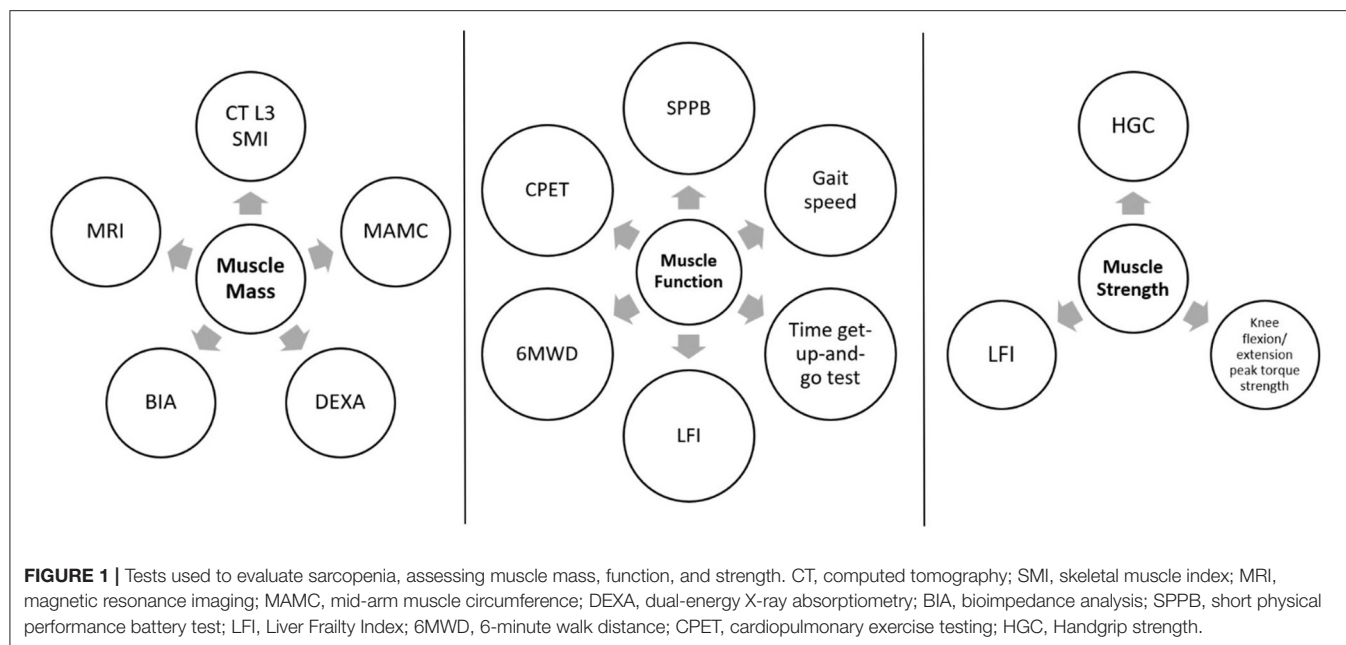 CT L3
SMI
MRI
MAMC
Muscle
Mass
BIA
DEXA
SPPB
CPET
Gait
speed
Muscle
Function
6MWD
Time get-
up-and-
go test
LFI
HGC
Muscle
Strength
LFI
Knee
flexion/
extension
peak torque
strength
FIGURE 1 | Tests used to evaluate sarcopenia, assessing muscle mass, function, and strength. CT, computed tomography; SMI, skeletal muscle index; MRI,
magnetic resonance imaging; MAMC, mid-arm muscle circumference; DEXA, dual-energy X-ray absorptiometry; BIA, bioimpedance analysis; SPPB, short physical
performance battery test; LFI, Liver Frailty Index; 6MWD, 6-minute walk distance; CPET, cardiopulmonary exercise testing; HGC, Handgrip strength.